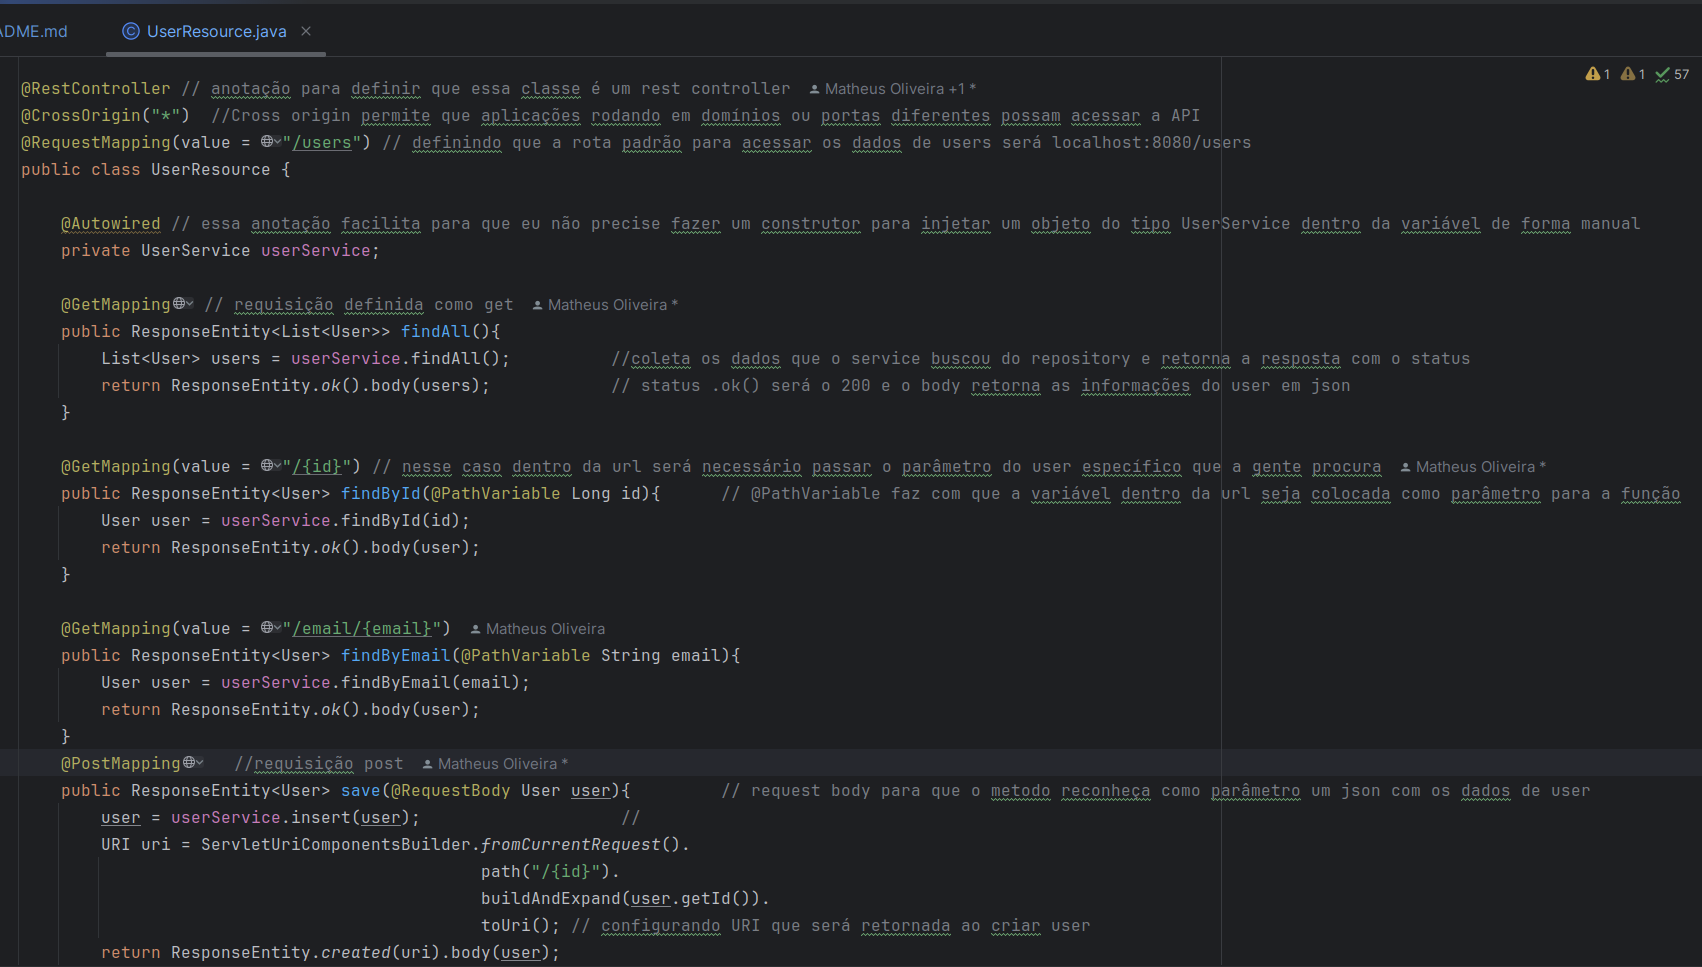 ADME.md
UserResource.java
1 1 57
@RestController // anotação para definir que essa classe é um rest controller Matheus Oliveira +1 *
@CrossOrigin("*")  //Cross origin permite que aplicações rodando em domínios ou portas diferentes possam acessar a API
@RequestMapping(value = "/users") // definindo que a rota padrão para acessar os dados de users será localhost:8080/users
public class UserResource {
@Autowired // essa anotação facilita para que eu não precise fazer um construtor para injetar um objeto do tipo UserService dentro da variável de forma manual
private UserService userService;
@GetMapping // requisição definida como get Matheus Oliveira *
public ResponseEntity<List<User>> findAll(){
List<User> users = userService.findAll(); //coleta os dados que o service buscou do repository e retorna a resposta com o status
return ResponseEntity.ok().body(users); // status .ok() será o 200 e o body retorna as informações do user em json
}
@GetMapping(value = "/{id}") // nesse caso dentro da url será necessário passar o parâmetro do user específico que a gente procura Matheus Oliveira *
public ResponseEntity<User> findById(@PathVariable Long id){ // @PathVariable faz com que a variável dentro da url seja colocada como parâmetro para a função
User user = userService.findById(id);
return ResponseEntity.ok().body(user);
}
@GetMapping(value = "/email/{email}") Matheus Oliveira
public ResponseEntity<User> findByEmail(@PathVariable String email){
User user = userService.findByEmail(email);
return ResponseEntity.ok().body(user);
}
@PostMapping //requisição post Matheus Oliveira *
public ResponseEntity<User> save(@RequestBody User user){ // request body para que o metodo reconheça como parâmetro um json com os dados de user
user = userService.insert(user); //
URI uri = ServletUriComponentsBuilder.fromCurrentRequest().
path("/{id}").
buildAndExpand(user.getId()).
toUri(); // configurando URI que será retornada ao criar user
return ResponseEntity.created(uri).body(user);